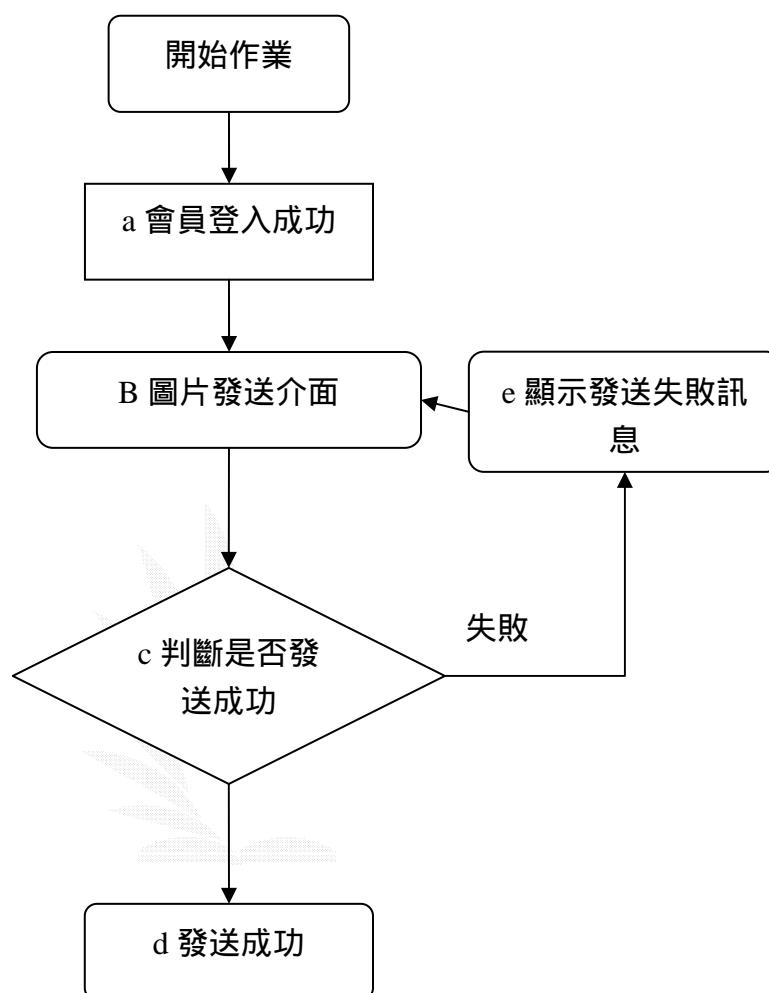 開始作業
a 會員登入成功
B 圖片發送介面
e 顯示發送失敗訊
息
失敗
c 判斷是否發
送成功
d 發送成功